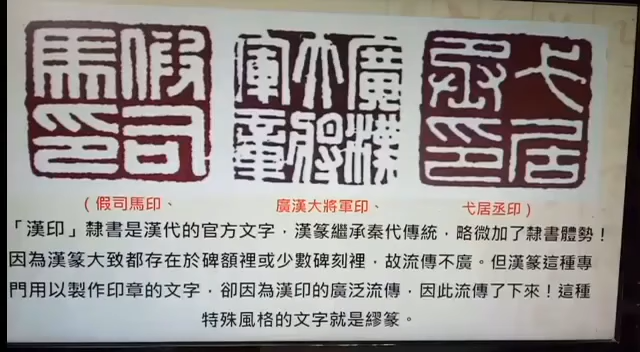 假司馬印
廣漢大將軍章
弋居丞印
(假司馬印、
廣漢大將軍印、
弋居丞印)
「漢印」隸書是漢代的官方文字，漢篆繼承秦代傳統，略微加了隸書體勢！
因為漢篆大致都存在於碑額裡或少數碑刻裡，故流傳不廣。但漢篆這種專
門用以製作印章的文字，卻因為漢印的廣泛流傳，因此流傳了下來！這種
特殊風格的文字就是繆篆。